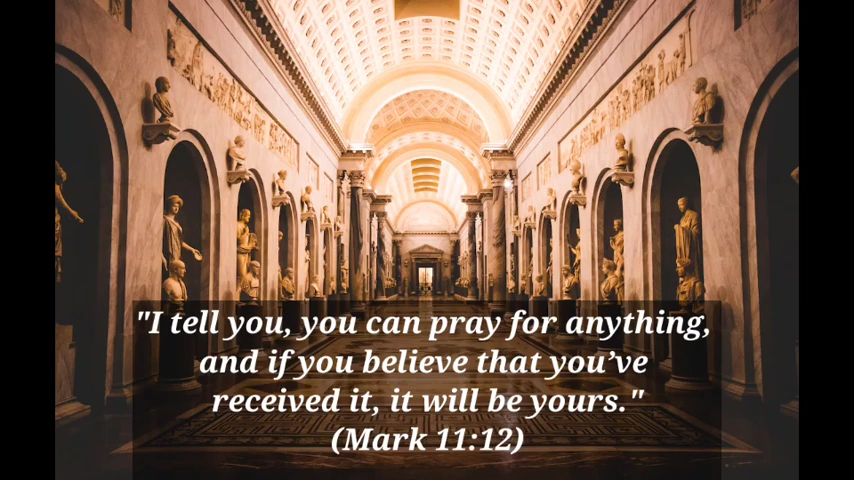 "I tell you, you can pray for anything,
and if you believe that you’ve
received it, it will be yours."
(Mark 11:12)